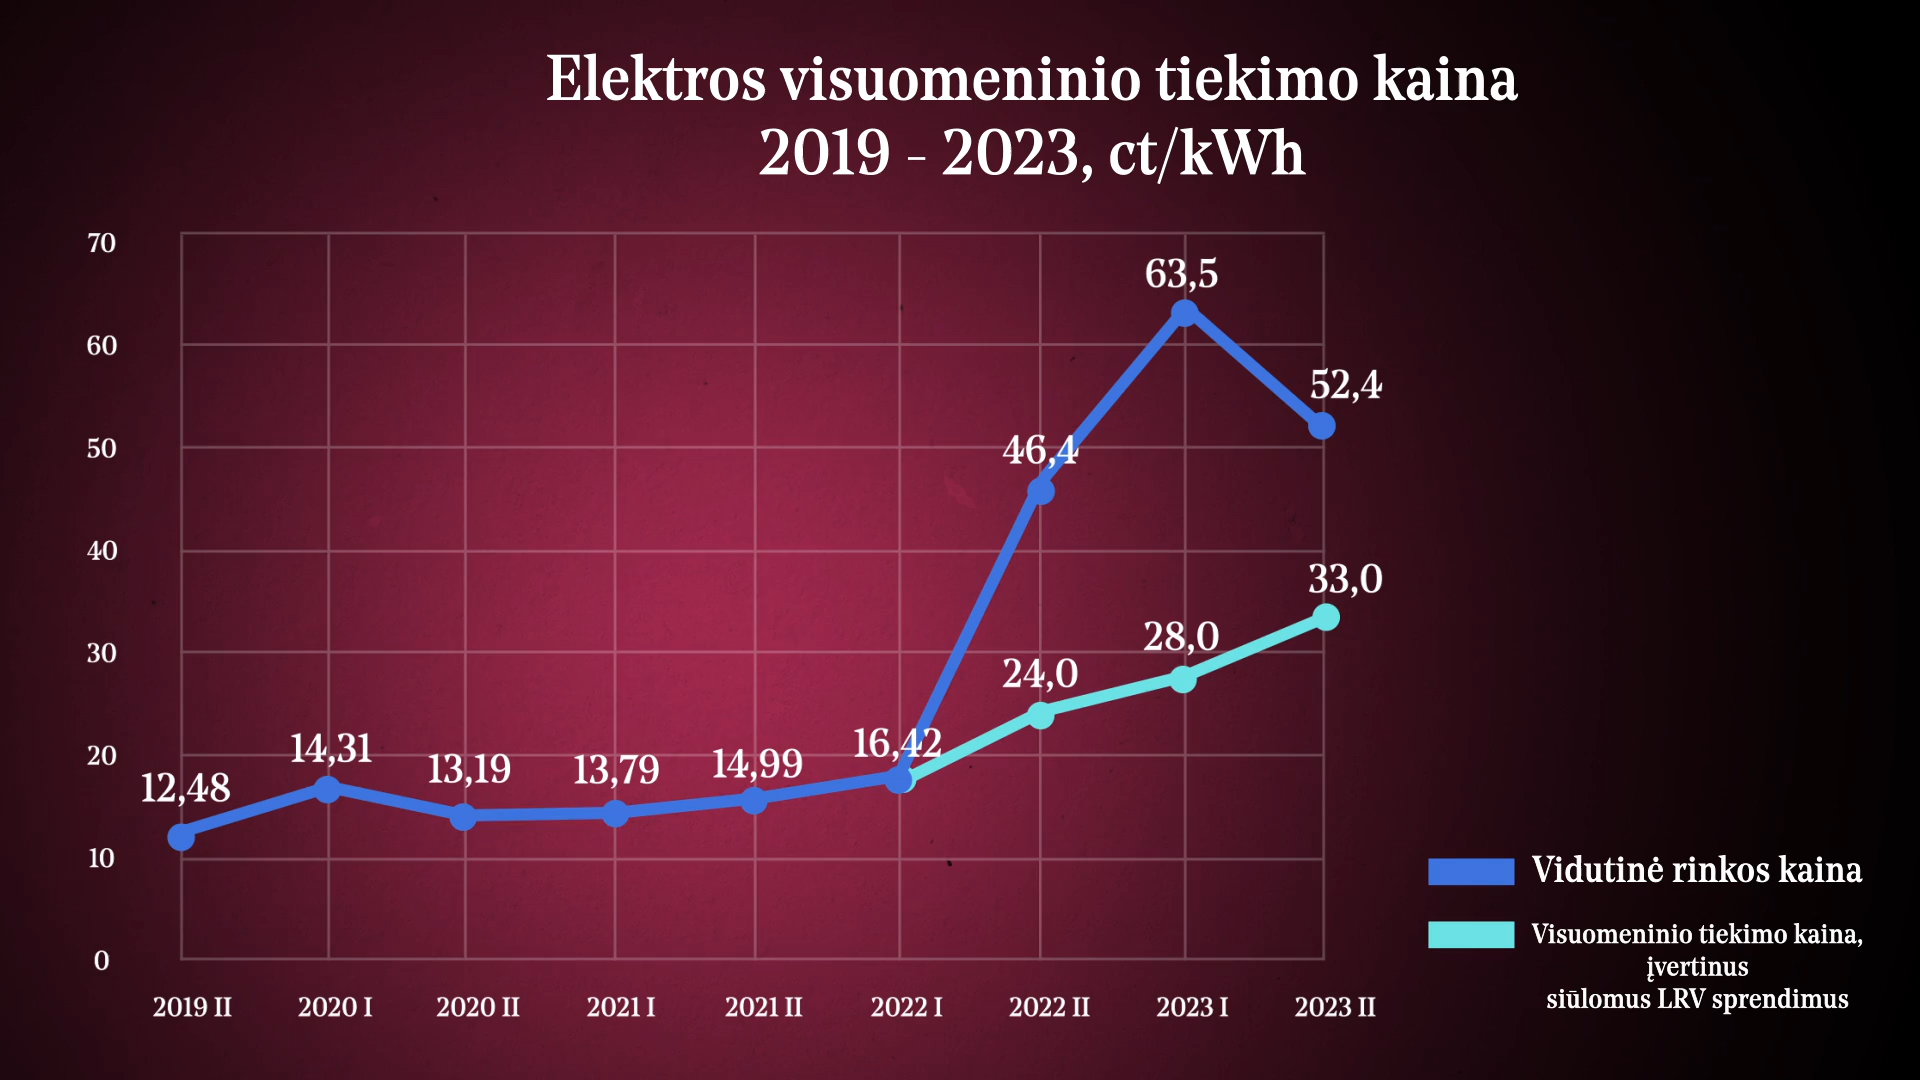 Elektros visuomeninio tiekimo kaina
2019 - 2023, ct/kWh
70
60
50
40
30
20
10
0
12,48
14,31
13,19
13,79
14,99
16,42
46,4
63,5
52,4
24,0
28,0
33,0
2019 II
2020 I
2020 II
2021 I
2021 II
2022 I
2022 II
2023 I
2023 II
Vidutinė rinkos kaina
Visuomeninio tiekimo kaina,
įvertinus
siūlomus LRV sprendimus